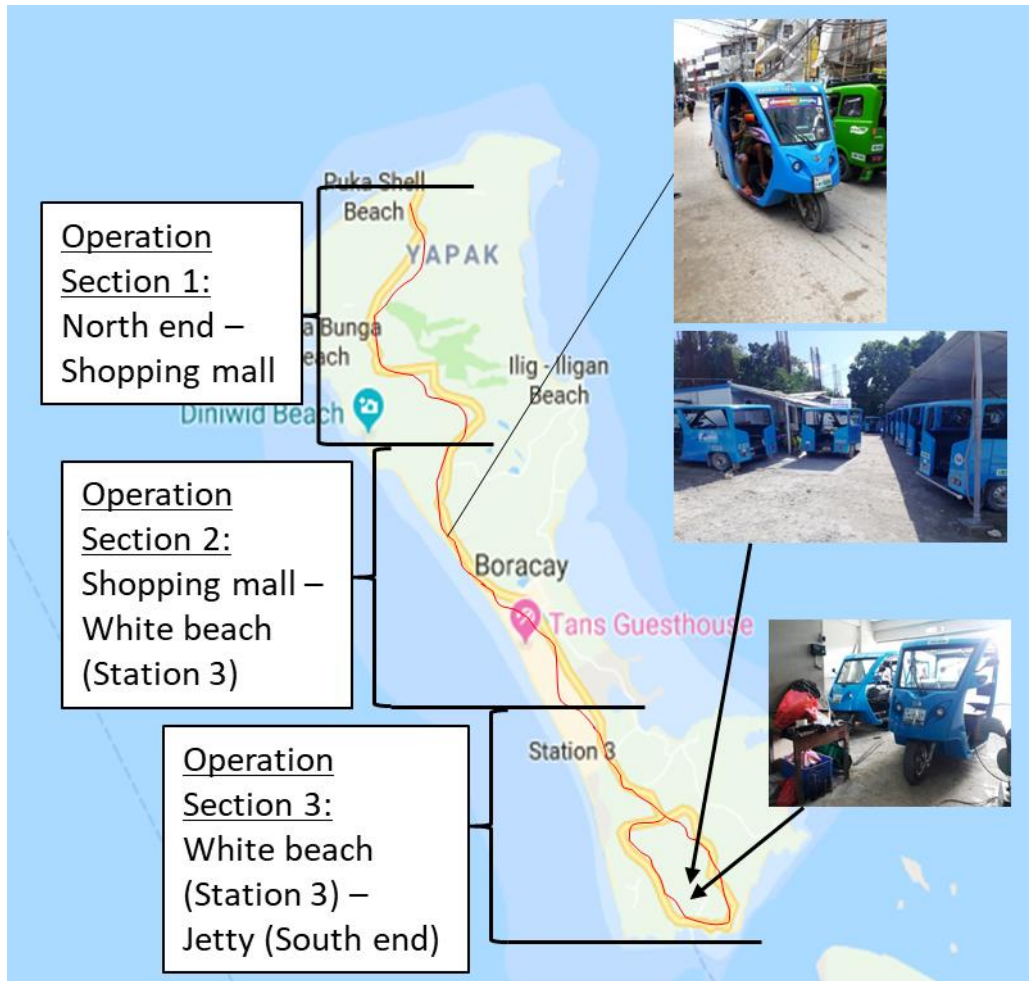 Puka Shell
Beach
YAPAK
Operation
Section 1:
North end –
Shopping mall
a Bunga
each
Ilig - Iligan
Beach
Diniwid Beach
Operation
Section 2:
Shopping mall –
White beach
(Station 3)
Boracay
Tans Guesthouse
Station 3
Operation
Section 3:
White beach
(Station 3) –
Jetty (South end)